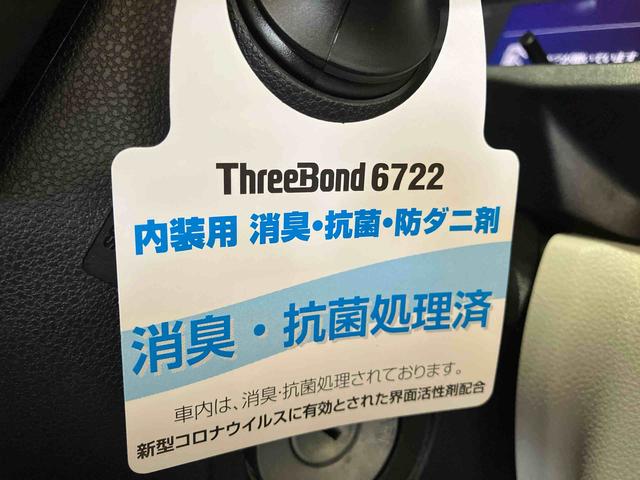 ThreeBond 6722
内装用 消臭・抗菌・防ダニ剤
消臭・抗菌処理済
車内は、消臭・抗菌処理されております。
新型コロナウイルスに有効とされた界面活性剤配合